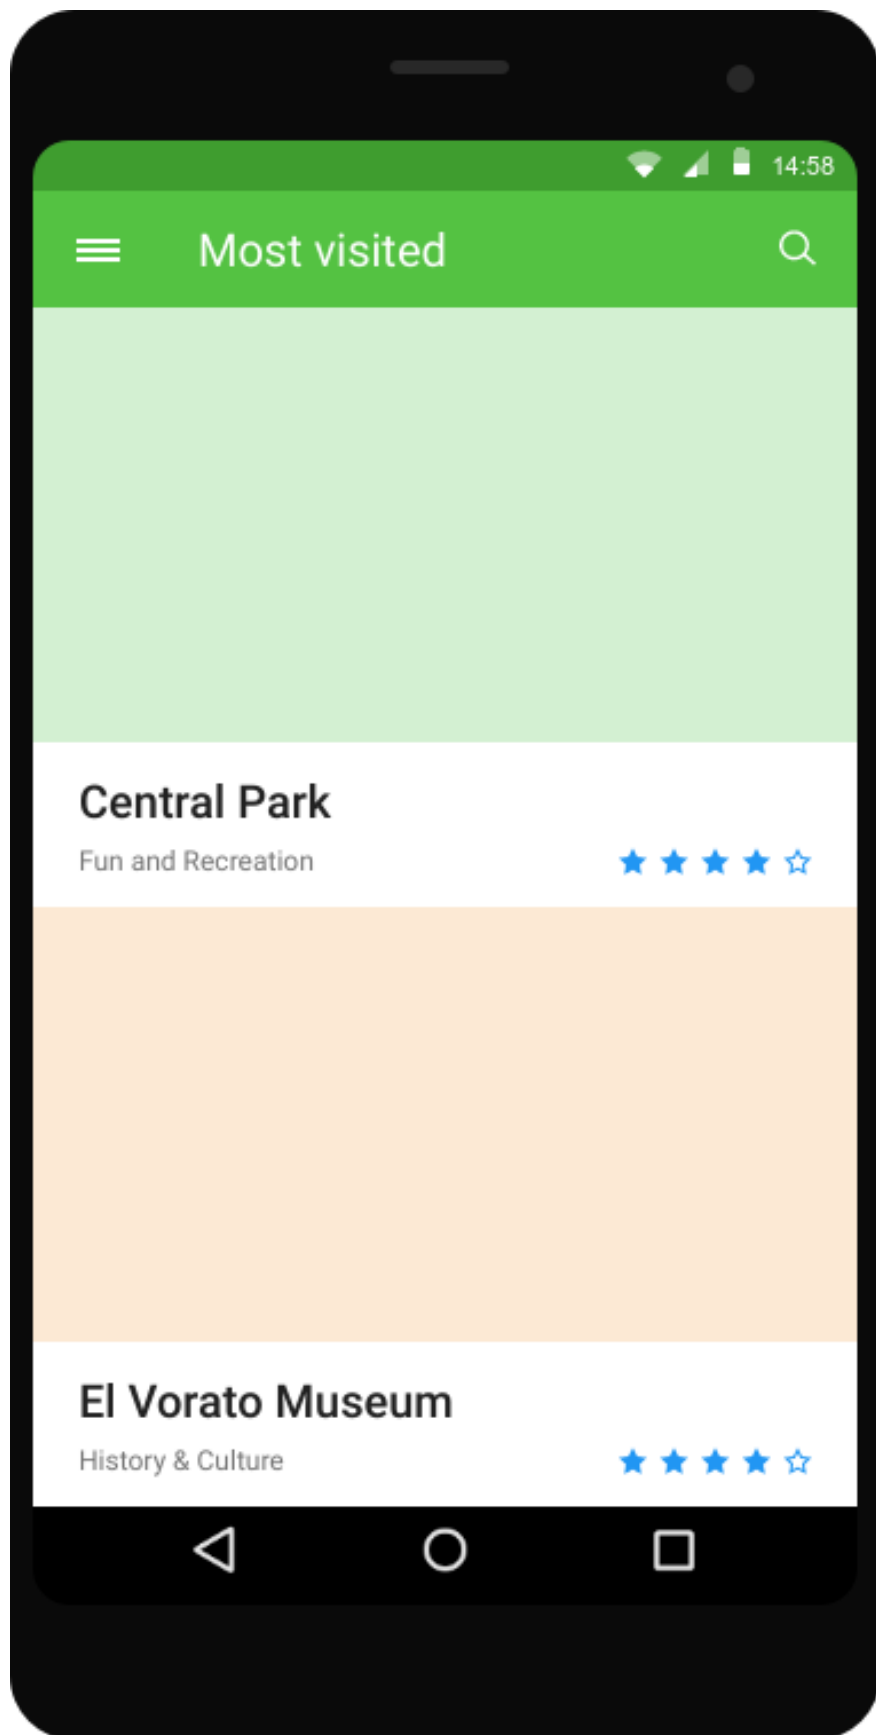 14:58
Most visited
Central Park
Fun and Recreation
El Vorato Museum
History & Culture